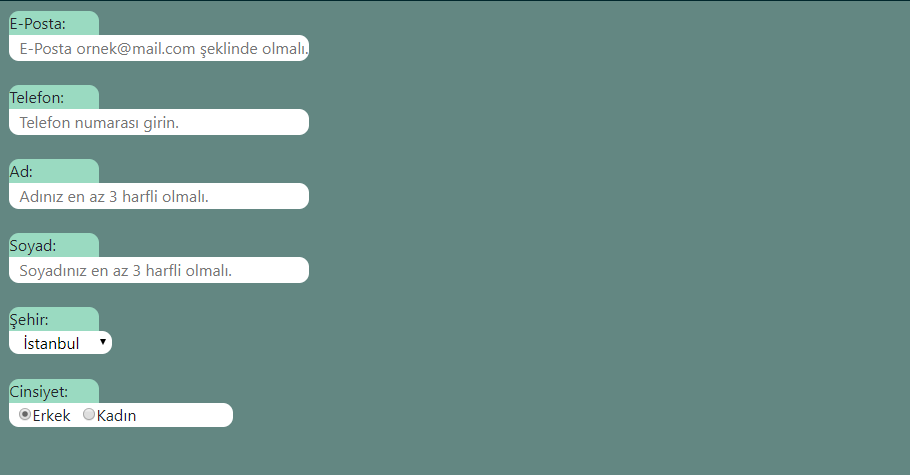 E-Posta:
E-Posta ornek@mail.com şeklinde olmalı.
Telefon:
Telefon numarası girin.
Ad:
Adınız en az 3 harfli olmalı.
Soyad:
Soyadınız en az 3 harfli olmalı.
Şehir:
İstanbul
Cinsiyet:
Erkek Kadın